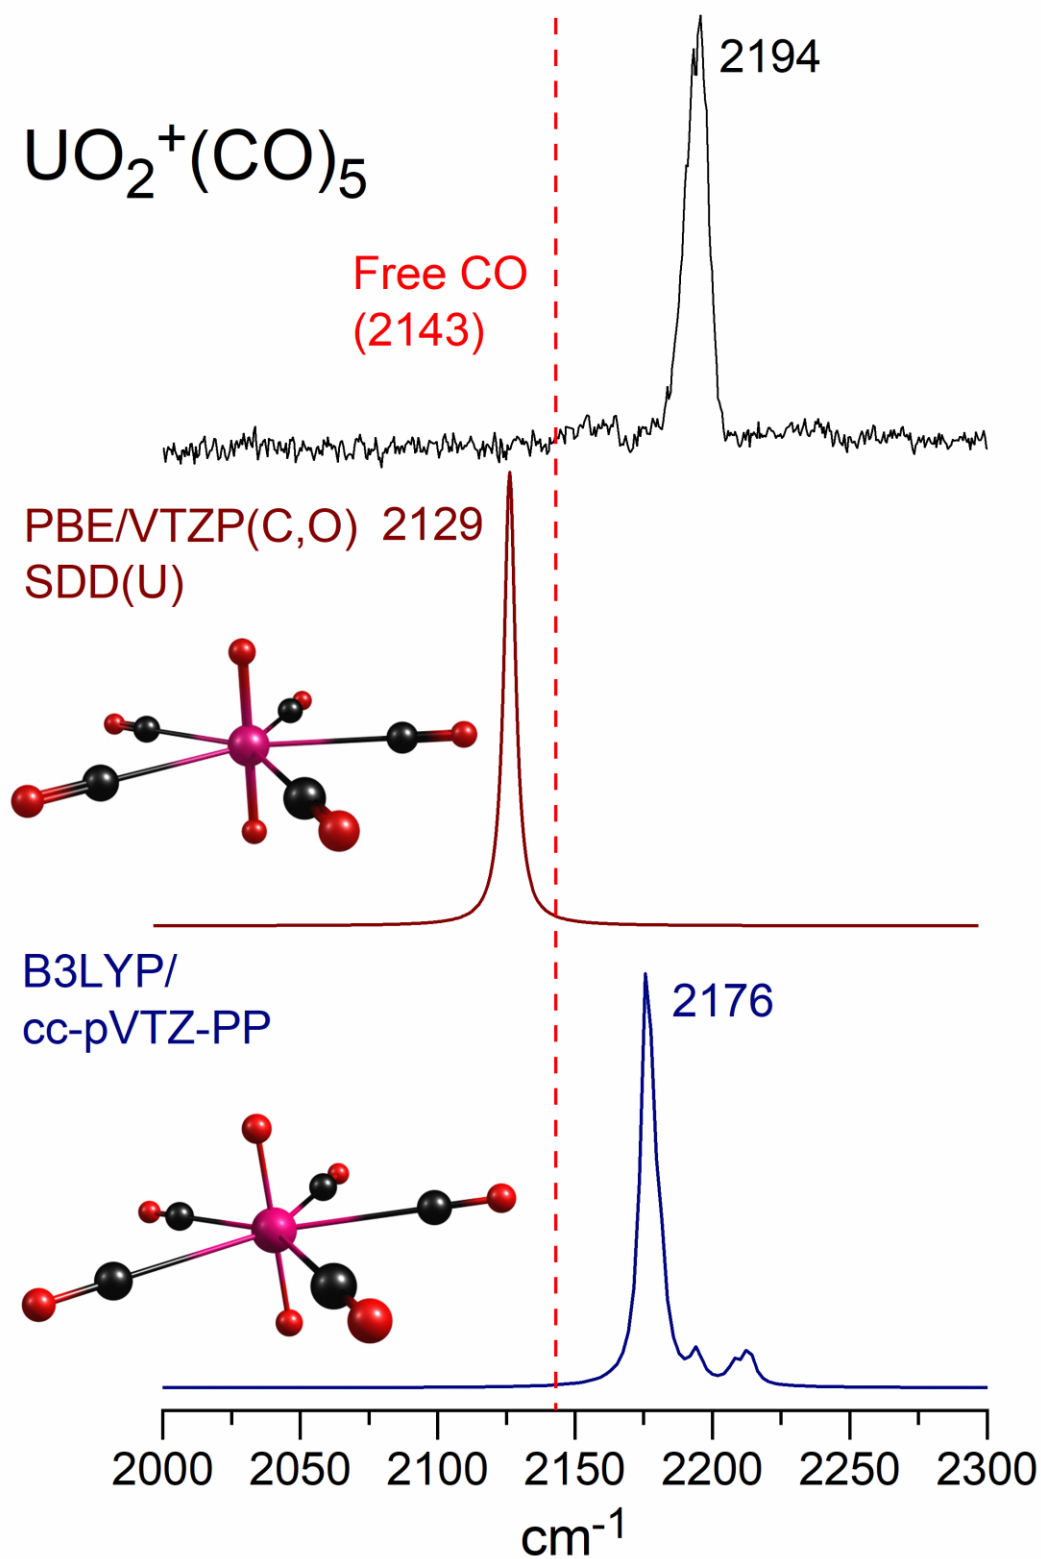 2194
UO₂⁺(CO)₅
Free CO
(2143)
PBE/VTZP(C,O) 2129
SDD(U)
B3LYP/
cc-pVTZ-PP
2176
2000 2050 2100 2150 2200 2250 2300
cm⁻¹